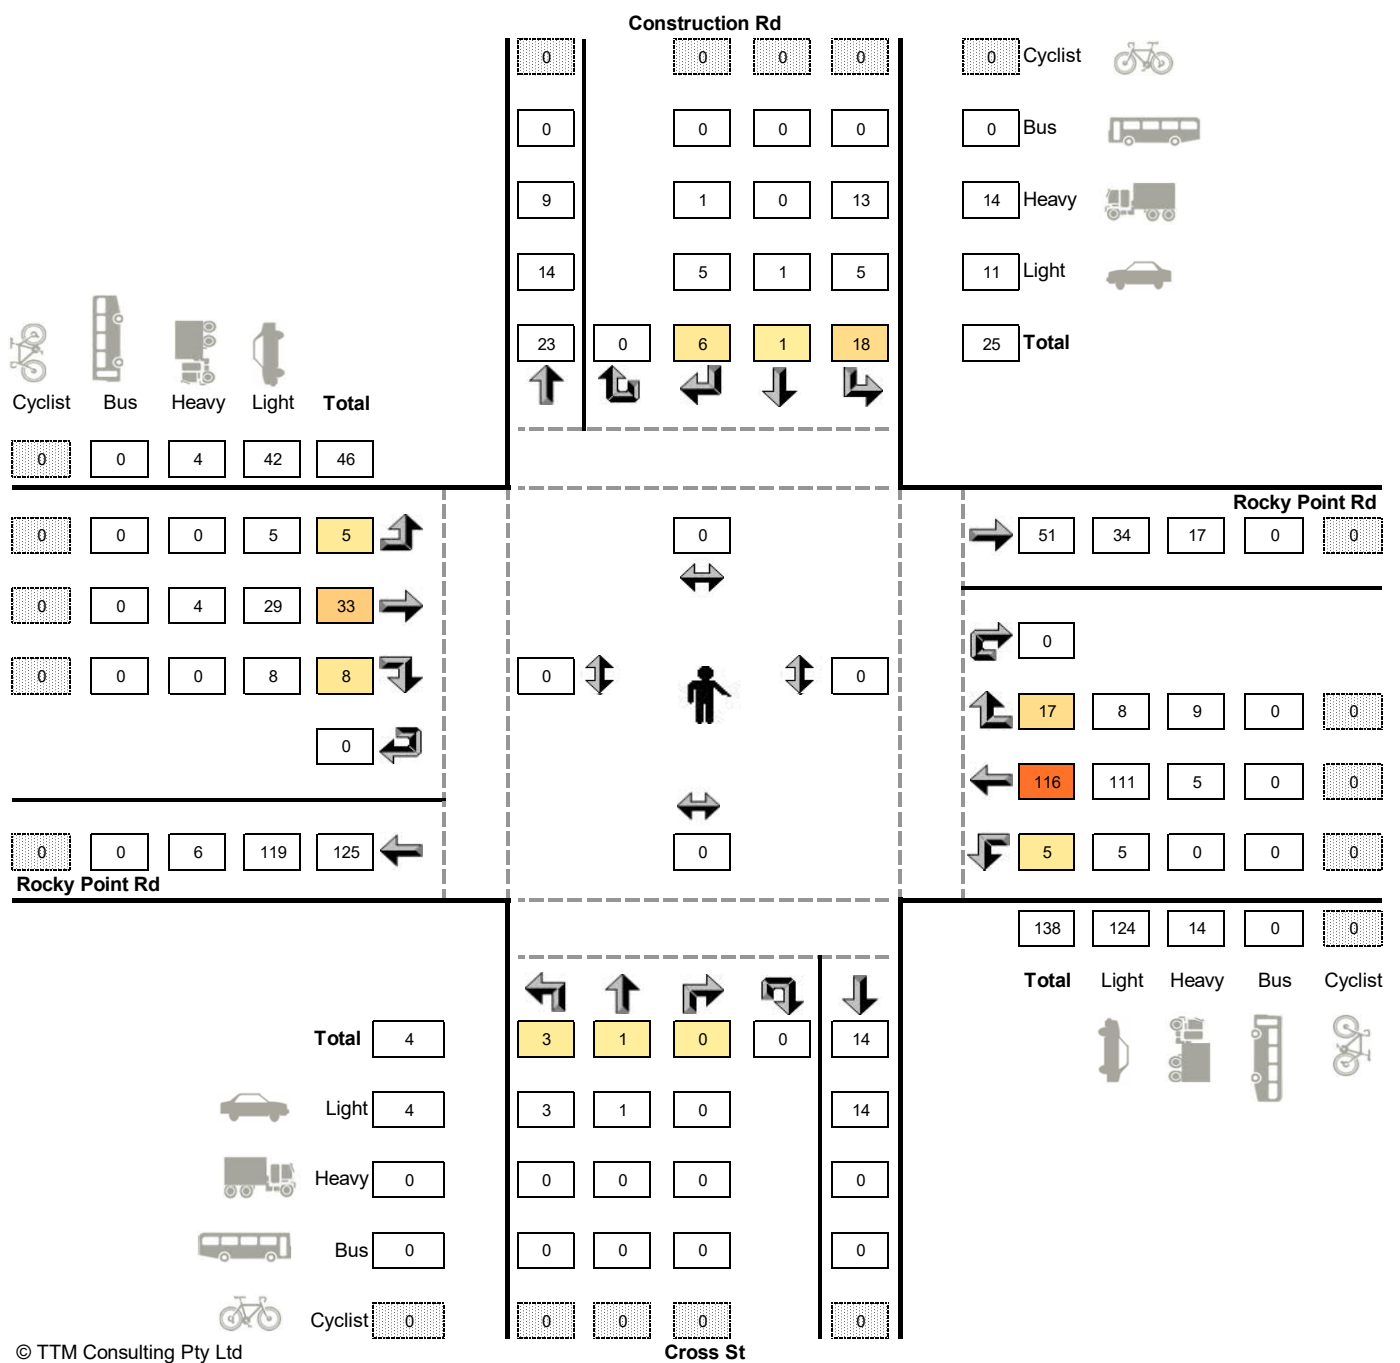 Construction Rd
0 0 0 0 0 Cyclist
0 0 0 0 0 Bus
9 1 0 13 14 Heavy
14 5 1 5 11 Light
23 0 6 1 18 25 Total
Cyclist Bus Heavy Light Total
0 0 4 42 46
Rocky Point Rd
0 0 0 5 5 0 51 34 17 0 0
0 0 4 29 33
0
0 0 0 8 8 0 0
17 8 9 0 0
0
116 111 5 0 0
0 0 6 119 125 0 5 5 0 0 0
Rocky Point Rd
138 124 14 0 0
Total Light Heavy Bus Cyclist
Total 4 3 1 0 0 14
Light 4 3 1 0 14
Heavy 0 0 0 0 0
Bus 0 0 0 0 0
Cyclist 0 0 0 0 0
© TTM Consulting Pty Ltd
Cross St